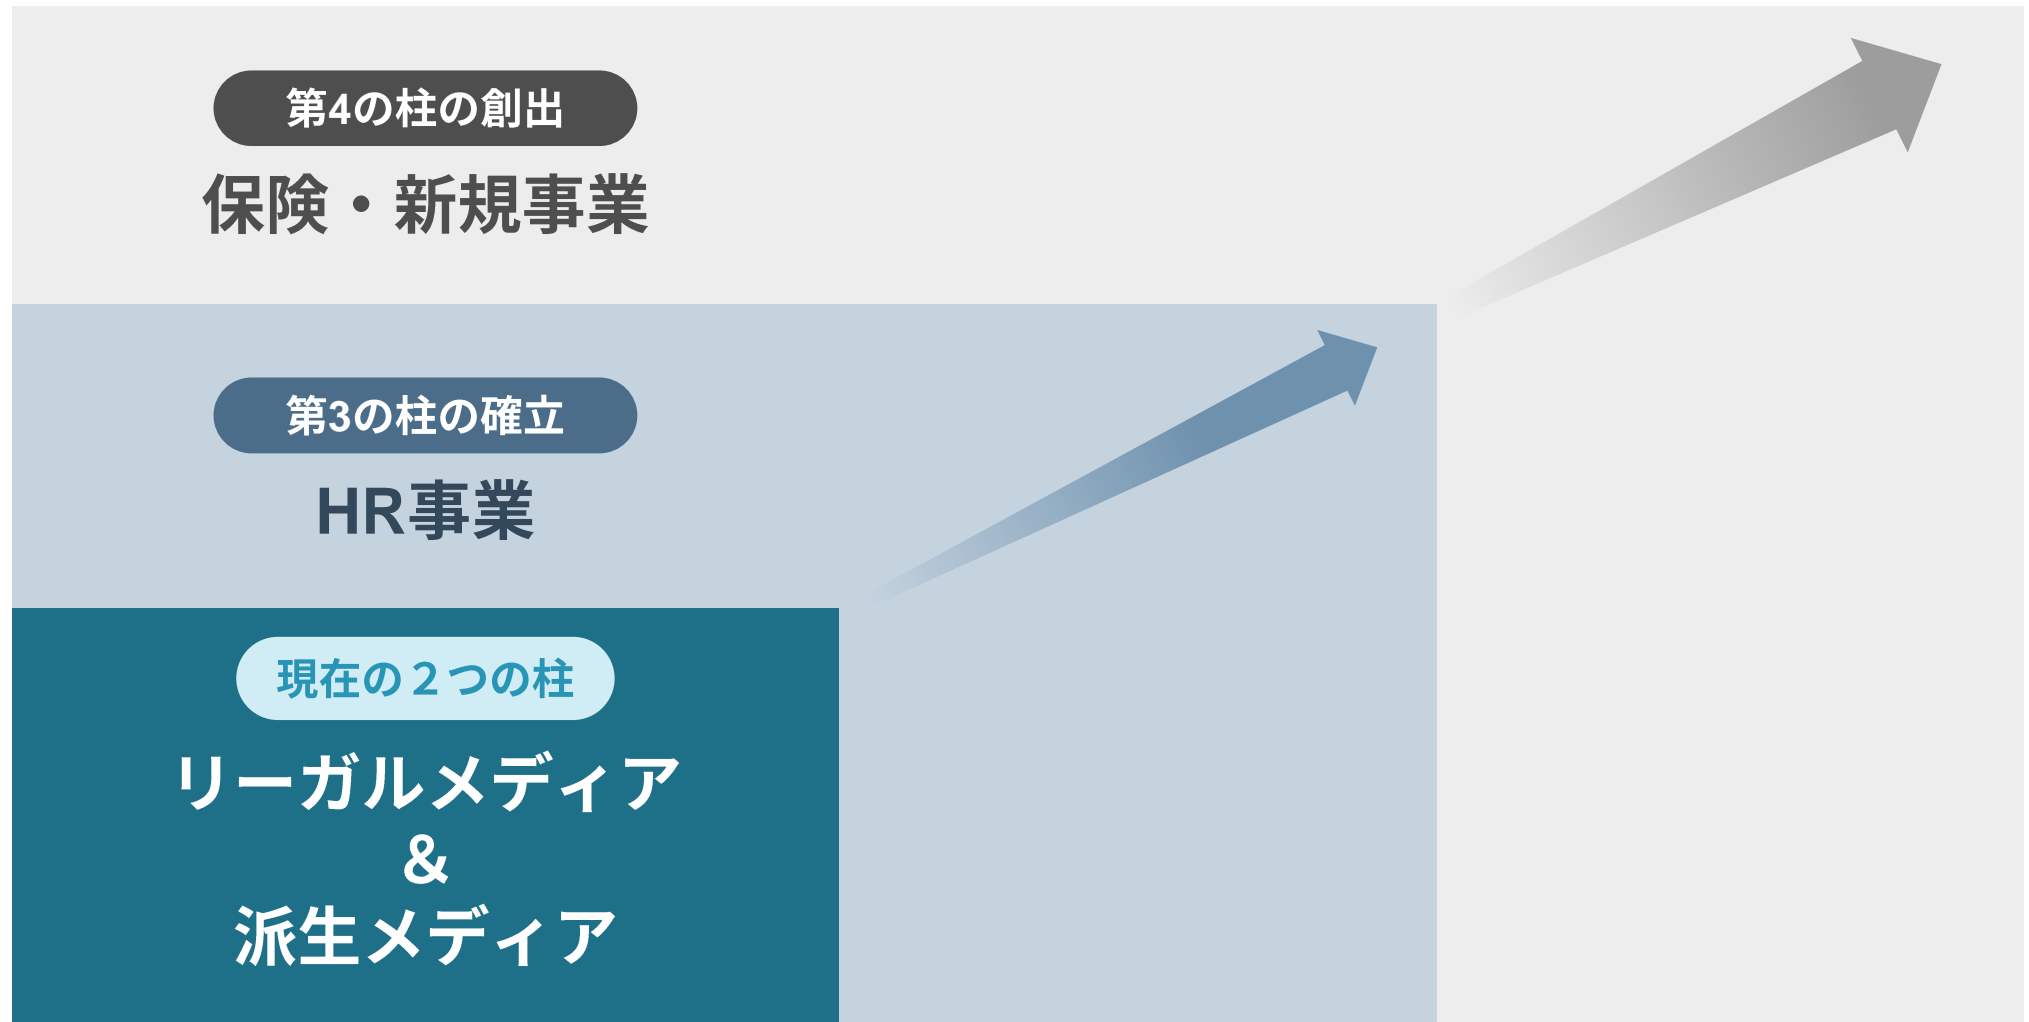 第4の柱の創出
保険・新規事業
第3の柱の確立
HR事業
現在の２つの柱
リーガルメディア
＆
派生メディア